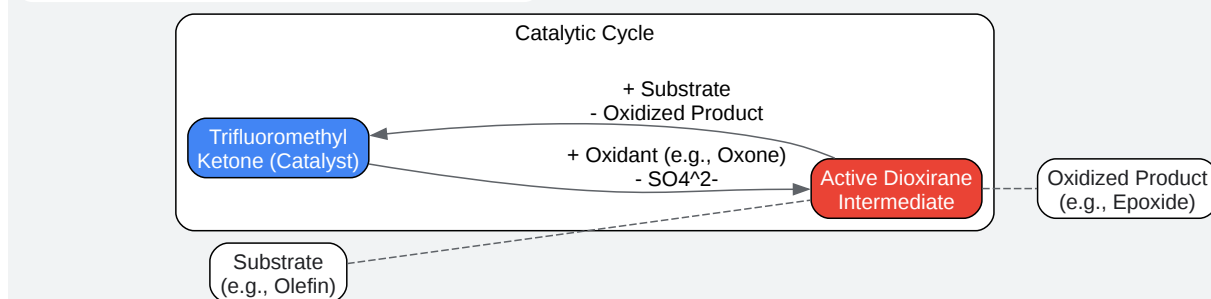 Catalytic Cycle
+ Substrate
- Oxidized Product
Trifluoromethyl
Ketone (Catalyst)
+ Oxidant (e.g., Oxone)
- SO4^2-
Active Dioxirane
Intermediate
Oxidized Product
(e.g., Epoxide)
Substrate
(e.g., Olefin)